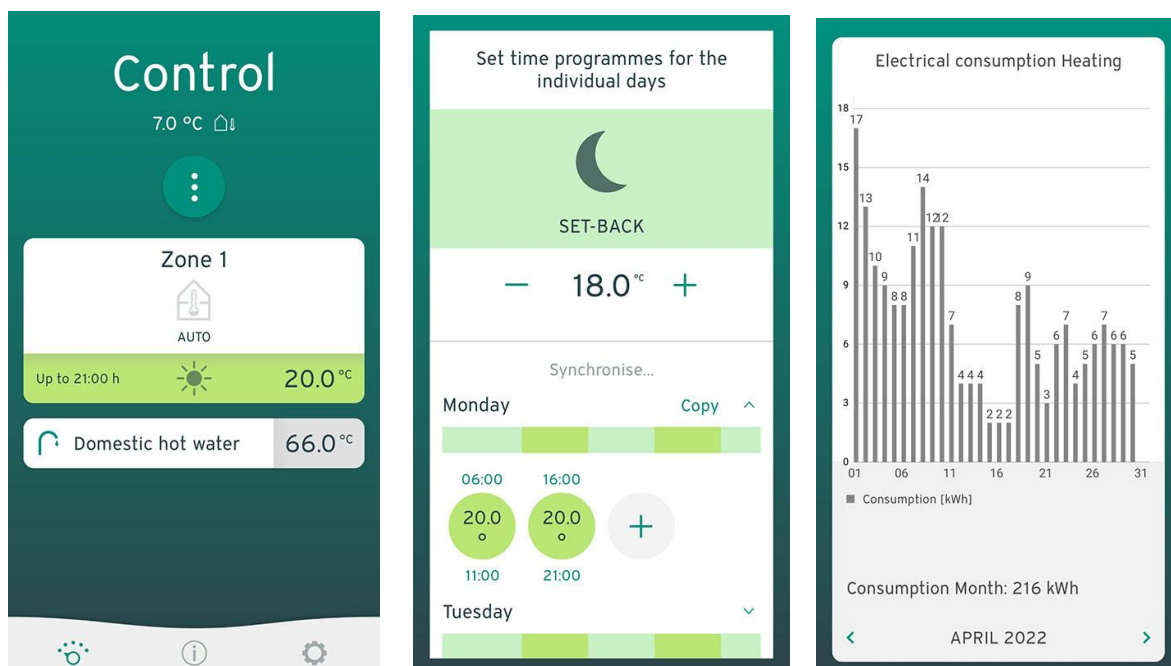 Control
7.0 °C
Zone 1
AUTO
Up to 21:00 h
20.0 °C
Domestic hot water
66.0 °C
Set time programmes for the
individual days
SET-BACK
− 18.0 °C +
Synchronise...
Monday
Copy
06:00 16:00
20.0 ° 20.0 ° +
11:00 21:00
Tuesday
Electrical consumption Heating
18
15
12
9
6
3
0
17 13 10 9 8 8 11 14 12 12 7 4 4 4 2 2 2 8 9 5 3 6 7 4 5 6 7 6 6 5
01 06 11 16 21 26 31
Consumption [kWh]
Consumption Month: 216 kWh
< APRIL 2022 >